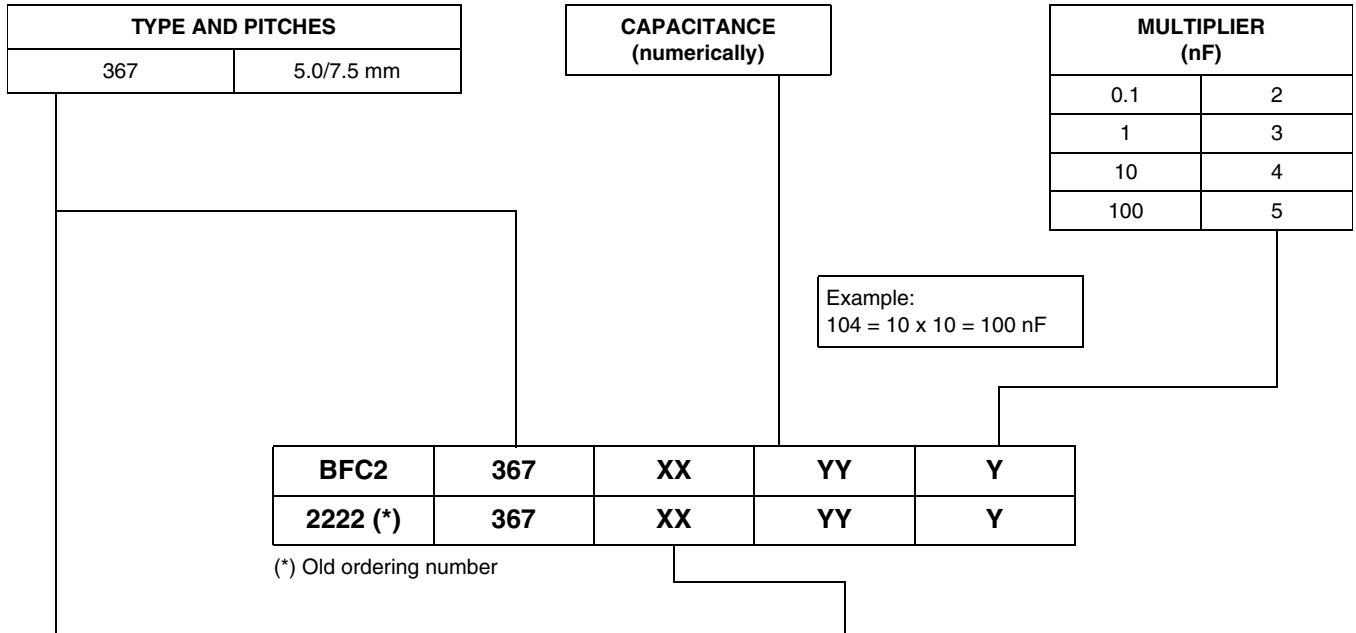 TYPE AND PITCHES
367 5.0/7.5 mm
CAPACITANCE
(numerically)
MULTIPLIER
(nF)
0.1 2
1 3
10 4
100 5
Example:
104 = 10 x 10 = 100 nF
BFC2 367 XX YY Y
2222 (*) 367 XX YY Y
(*) Old ordering number